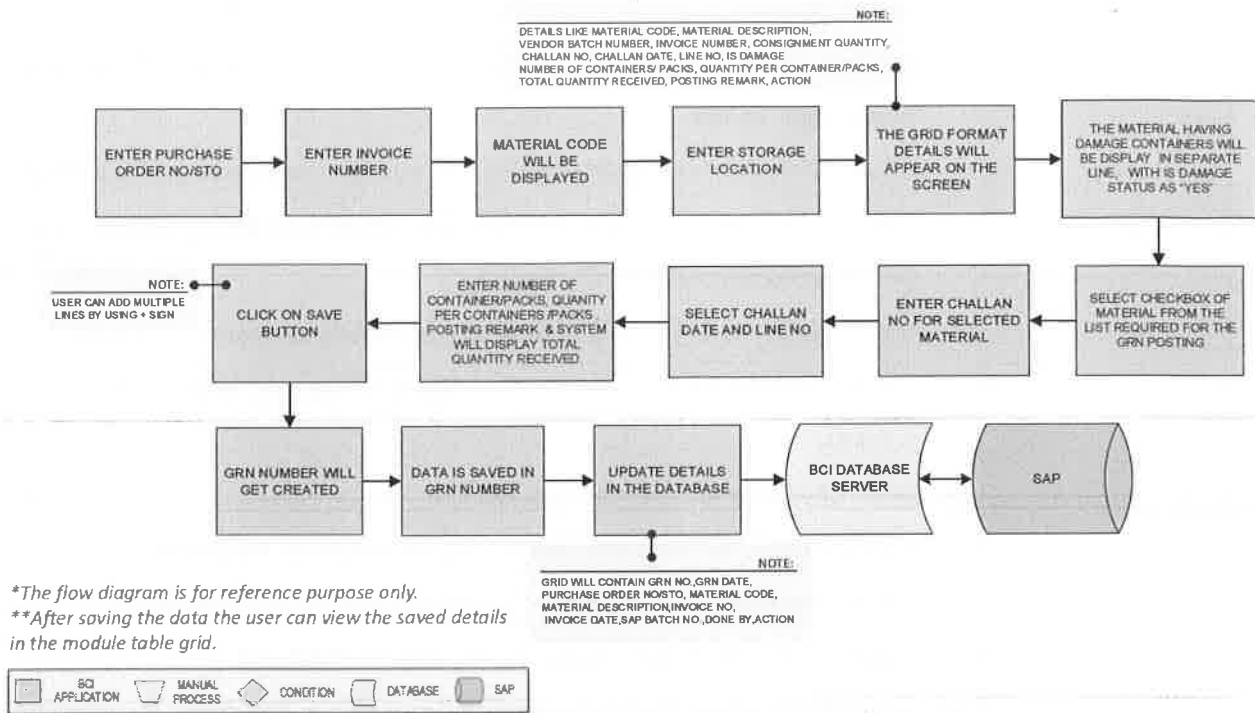 NOTE:
DETAILS LIKE MATERIAL CODE, MATERIAL DESCRIPTION,
VENDOR BATCH NUMBER, INVOICE NUMBER, CONSIGNMENT QUANTITY,
CHALLAN NO, CHALLAN DATE, LINE NO, IS DAMAGE
NUMBER OF CONTAINERS/ PACKS, QUANTITY PER CONTAINER/PACKS,
TOTAL QUANTITY RECEIVED, POSTING REMARK, ACTION
ENTER PURCHASE
ORDER NO/STO
ENTER INVOICE
NUMBER
MATERIAL CODE
WILL BE
DISPLAYED
ENTER STORAGE
LOCATION
THE GRID FORMAT
DETAILS WILL
APPEAR ON THE
SCREEN
THE MATERIAL HAVING
DAMAGE CONTAINERS WILL
BE DISPLAY IN SEPARATE
LINE, WITH IS DAMAGE
STATUS AS "YES"
SELECT CHECKBOX OF
MATERIAL FROM THE
LIST REQUIRED FOR THE
GRN POSTING
ENTER CHALLAN
NO FOR SELECTED
MATERIAL
SELECT CHALLAN
DATE AND LINE NO
ENTER NUMBER OF
CONTAINER/PACKS, QUANITY
PER CONTAINERS /PACKS ,
POSTING REMARK & SYSTEM
WILL DISPLAY TOTAL
QUANTITY RECEIVED
CLICK ON SAVE
BUTTON
NOTE:
USER CAN ADD MULTIPLE
LINES BY USING + SIGN
GRN NUMBER WILL
GET CREATED
DATA IS SAVED IN
GRN NUMBER
UPDATE DETAILS
IN THE DATABASE
BCI DATABASE
SERVER
SAP
NOTE:
GRID WILL CONTAIN GRN NO.,GRN DATE,
PURCHASE ORDER NO/STO, MATERIAL CODE,
MATERIAL DESCRIPTION,INVOICE NO,
INVOICE DATE,SAP BATCH NO.,DONE BY,ACTION
*The flow diagram is for reference purpose only.
**After saving the data the user can view the saved details
in the module table grid.
BCI
APPLICATION
MANUAL
PROCESS
CONDITION
DATABASE
SAP